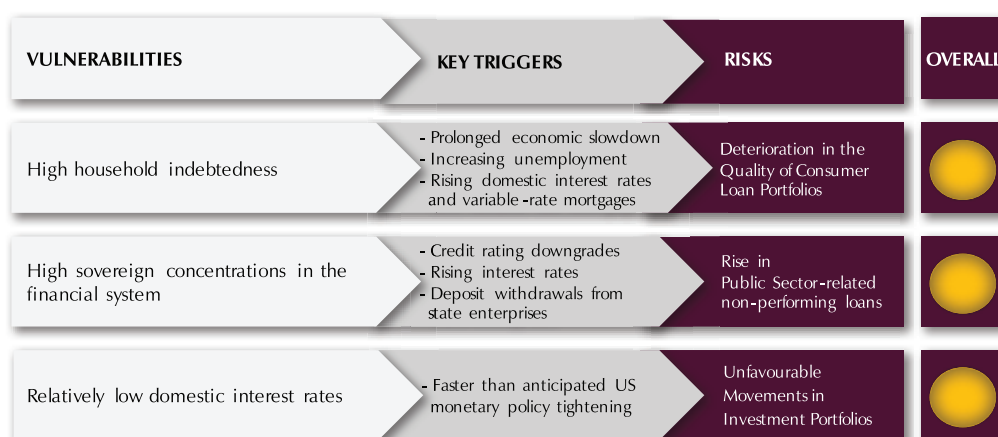 VULNERABILITIES
KEY TRIGGERS
RISKS
OVERALL
High household indebtedness
- Prolonged economic slowdown
- Increasing unemployment
- Rising domestic interest rates
and variable-rate mortgages
Deterioration in the
Quality of Consumer
Loan Portfolios
High sovereign concentrations in the
financial system
- Credit rating downgrades
- Rising interest rates
- Deposit withdrawals from
state enterprises
Rise in
Public Sector-related
non-performing loans
Relatively low domestic interest rates
- Faster than anticipated US
monetary policy tightening
Unfavourable
Movements in
Investment Portfolios